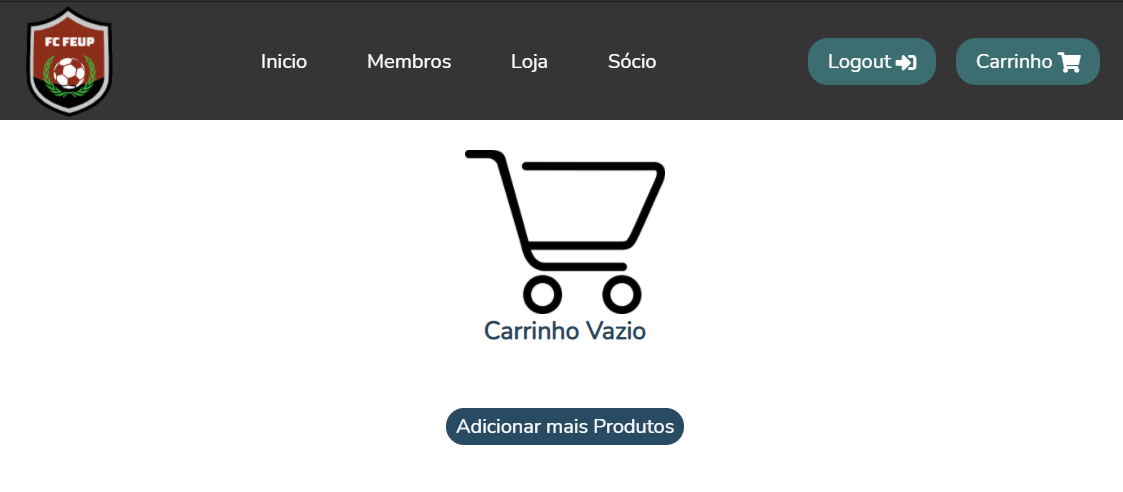 FC FEUP
Inicio Membros Loja Sócio Logout Carrinho
Carrinho Vazio
Adicionar mais Produtos